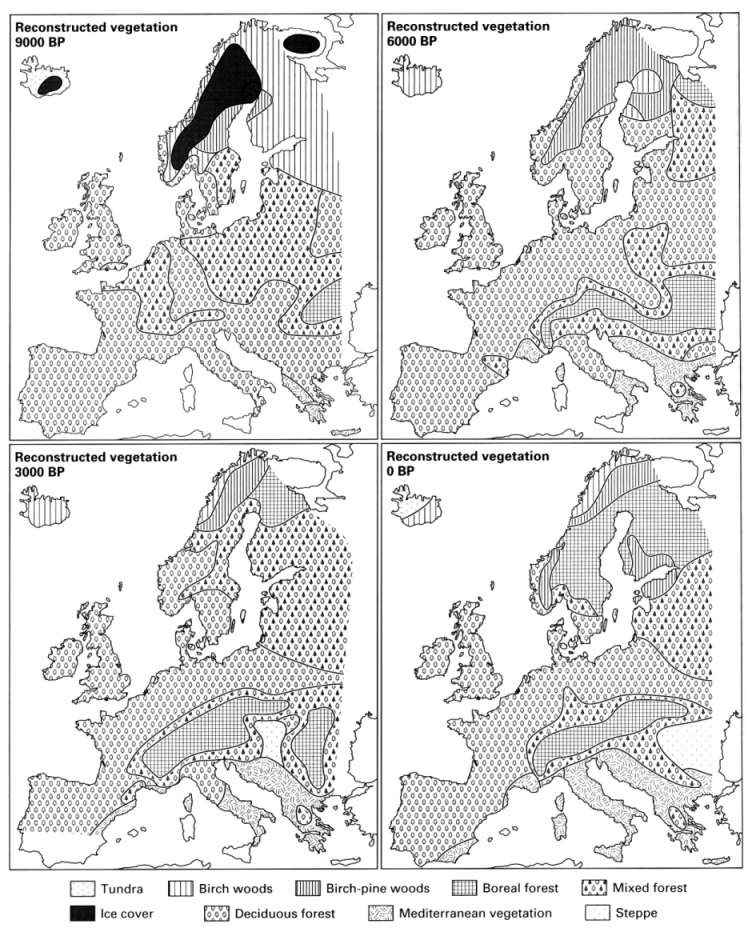 Reconstructed vegetation
9000 BP
Reconstructed vegetation
6000 BP
Reconstructed vegetation
3000 BP
Reconstructed vegetation
0 BP
Tundra Birch woods Birch-pine woods Boreal forest Mixed forest
Ice cover Deciduous forest Mediterranean vegetation Steppe